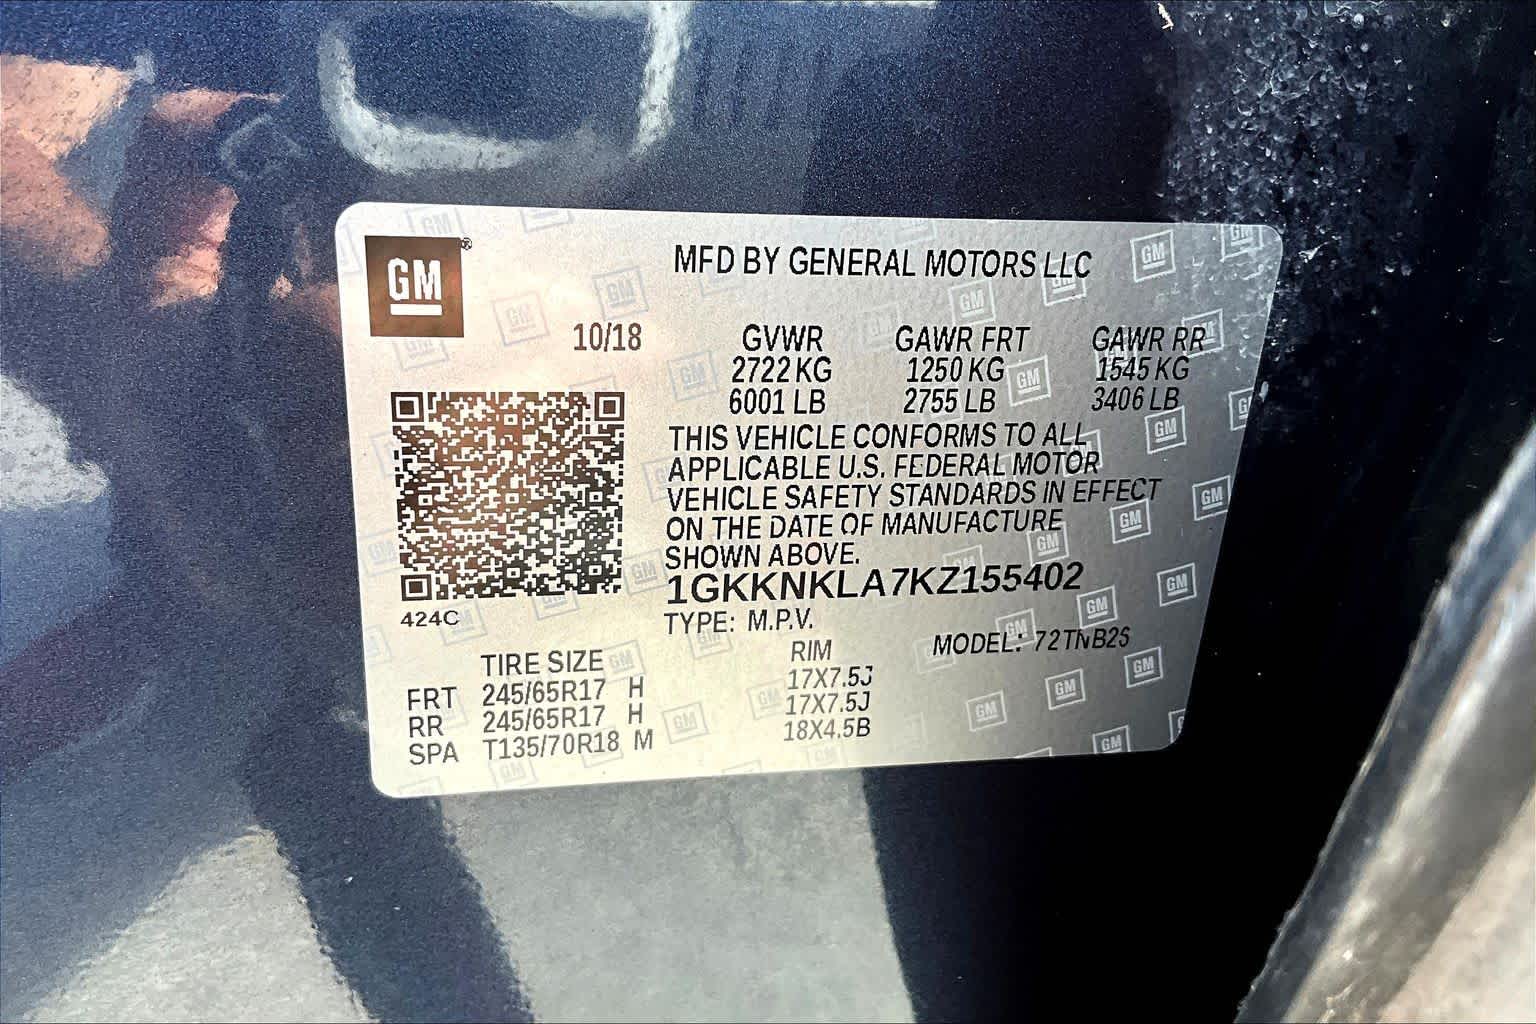 GM
MFD BY GENERAL MOTORS LLC
10/18 GVWR GAWR FRT GAWR RR
2722 KG 1250 KG 1545 KG
6001 LB 2755 LB 3406 LB
THIS VEHICLE CONFORMS TO ALL
APPLICABLE U.S. FEDERAL MOTOR
VEHICLE SAFETY STANDARDS IN EFFECT
ON THE DATE OF MANUFACTURE
SHOWN ABOVE.
1GKKNKLA7KZ155402
424C
TYPE: M.P.V.
MODEL: 72TNB26
TIRE SIZE RIM
FRT 245/65R17 H 17X7.5J
RR 245/65R17 H 17X7.5J
SPA T135/70R18 M 18X4.5B